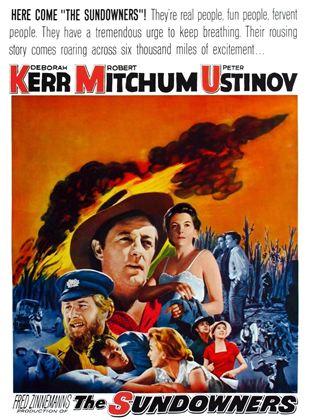 HERE COME "THE SUNDOWNERS"! They're real people, fun people, fervent
people. They have a tremendous urge to keep breathing. Their rousing
story comes roaring across six thousand miles of excitement...
DEBORAH ROBERT PETER
KERR MITCHUM USTINOV
FRED ZINNEMANN'S
PRODUCTION OF
THE SUNDOWNERS